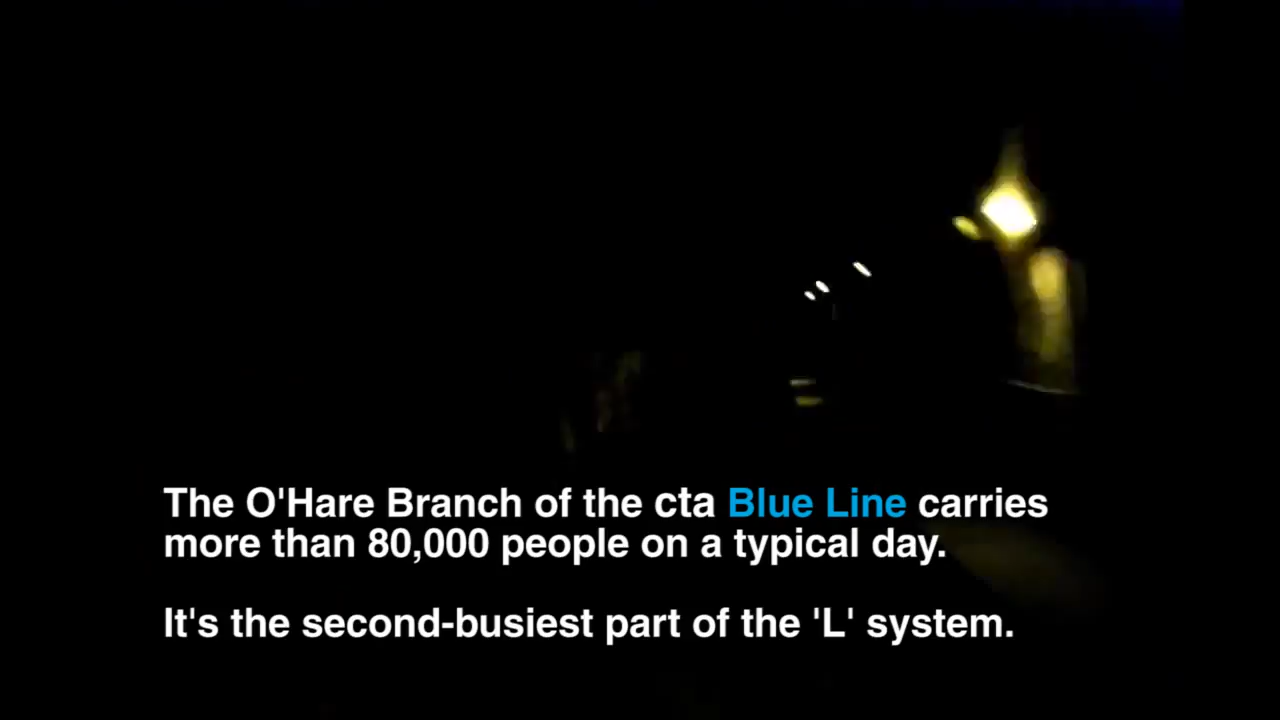 The O'Hare Branch of the cta Blue Line carries
more than 80,000 people on a typical day.
It's the second-busiest part of the 'L' system.